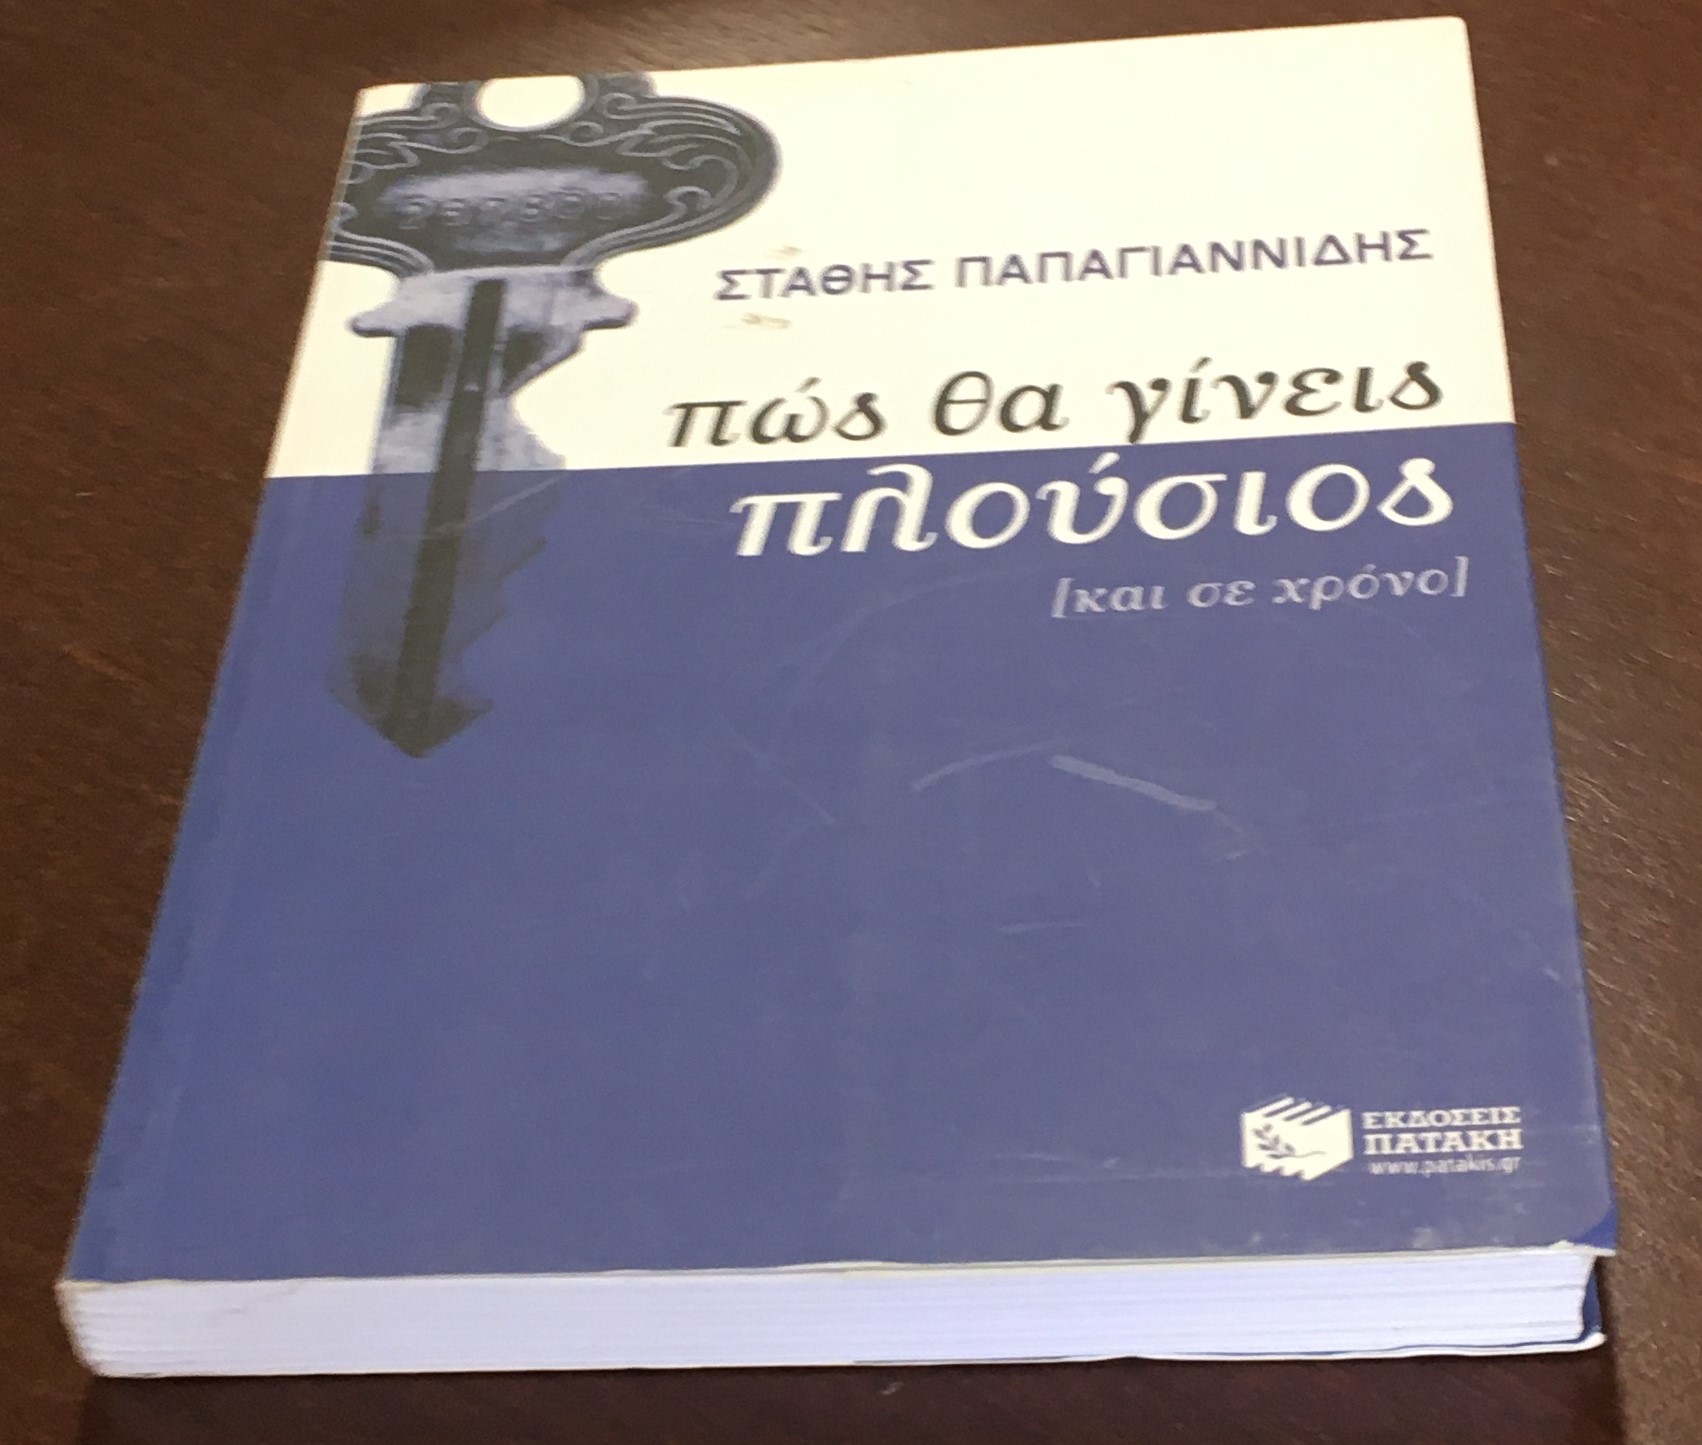 ΣΤΑΘΗΣ ΠΑΠΑΓΙΑΝΝΙΔΗΣ
πώς θα γίνεις
πλούσιος
[και σε χρόνο]
ΕΚΔΟΣΕΙΣ
ΠΑΤΑΚΗ
www.patakis.gr